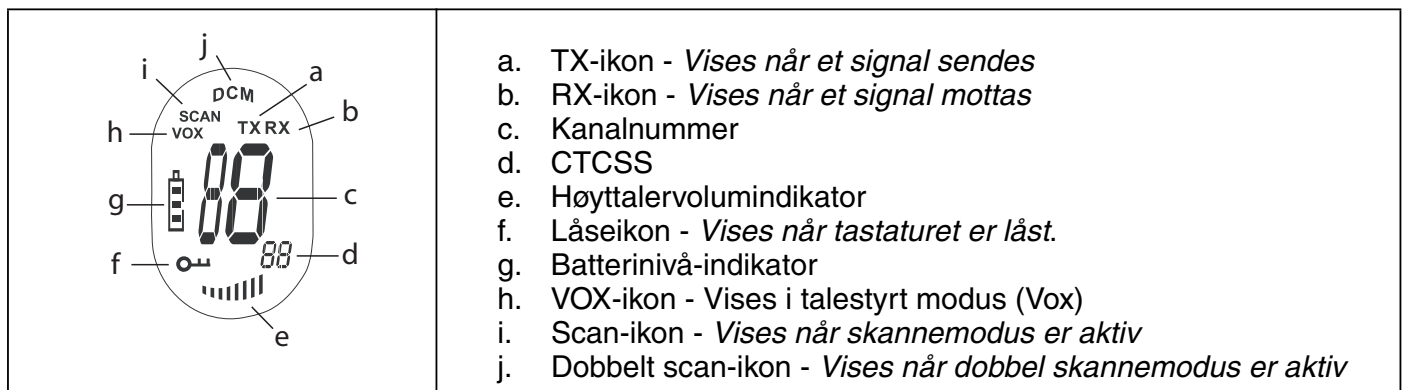 j
i
a
DCM
SCAN
b
h
VOX
TX RX
18
g
c
88
f
d
e
a. TX-ikon - Vises når et signal sendes
b. RX-ikon - Vises når et signal mottas
c. Kanalnummer
d. CTCSS
e. Høyttalervolumindikator
f. Låseikon - Vises når tastaturet er låst.
g. Batterinivå-indikator
h. VOX-ikon - Vises i talestyrt modus (Vox)
i. Scan-ikon - Vises når skannemodus er aktiv
j. Dobbelt scan-ikon - Vises når dobbel skannemodus er aktiv